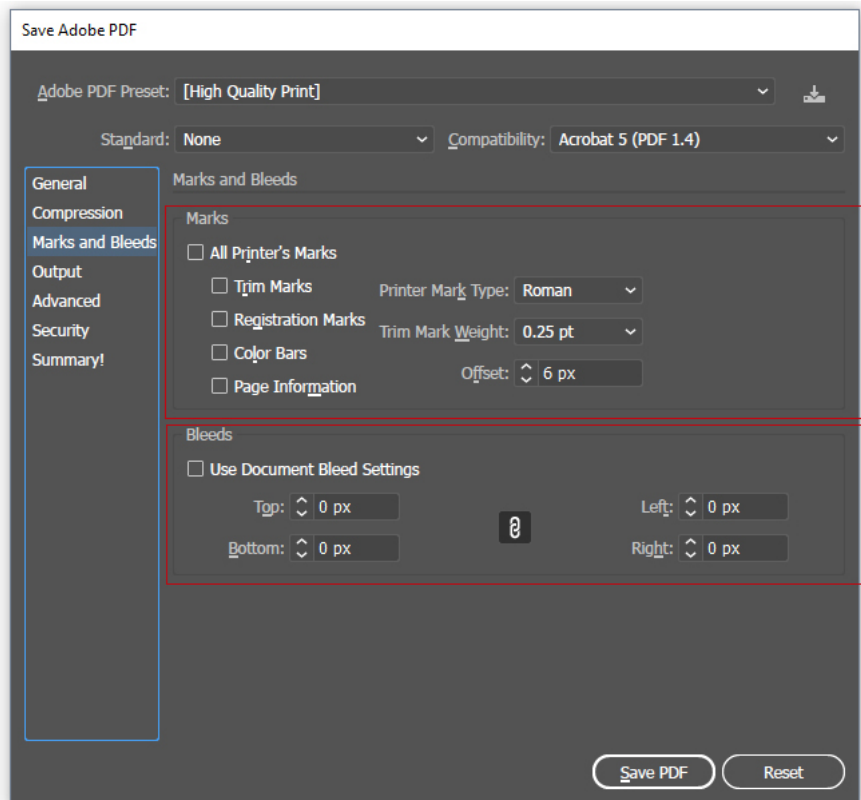 Save Adobe PDF
Adobe PDF Preset: [High Quality Print]
Standard: None Compatibility: Acrobat 5 (PDF 1.4)
General
Compression
Marks and Bleeds
Output
Advanced
Security
Summary!
Marks and Bleeds
Marks
All Printer's Marks
Trim Marks
Registration Marks
Color Bars
Page Information
Printer Mark Type: Roman
Trim Mark Weight: 0.25 pt
Offset: 6 px
Bleeds
Use Document Bleed Settings
Top: 0 px Left: 0 px
Bottom: 0 px Right: 0 px
Save PDF Reset